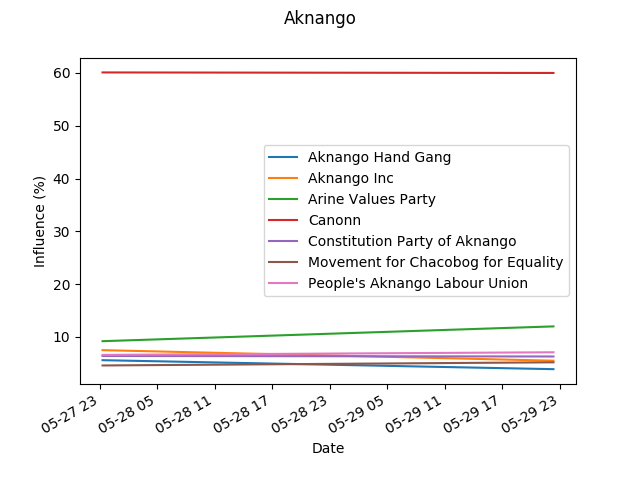 Aknango
Influence (%)
60
50
40
30
20
10
Aknango Hand Gang
Aknango Inc
Arine Values Party
Canonn
Constitution Party of Aknango
Movement for Chacobog for Equality
People's Aknango Labour Union
05-27 23
05-28 05
05-28 11
05-28 17
05-28 23
05-29 05
05-29 11
05-29 17
05-29 23
Date